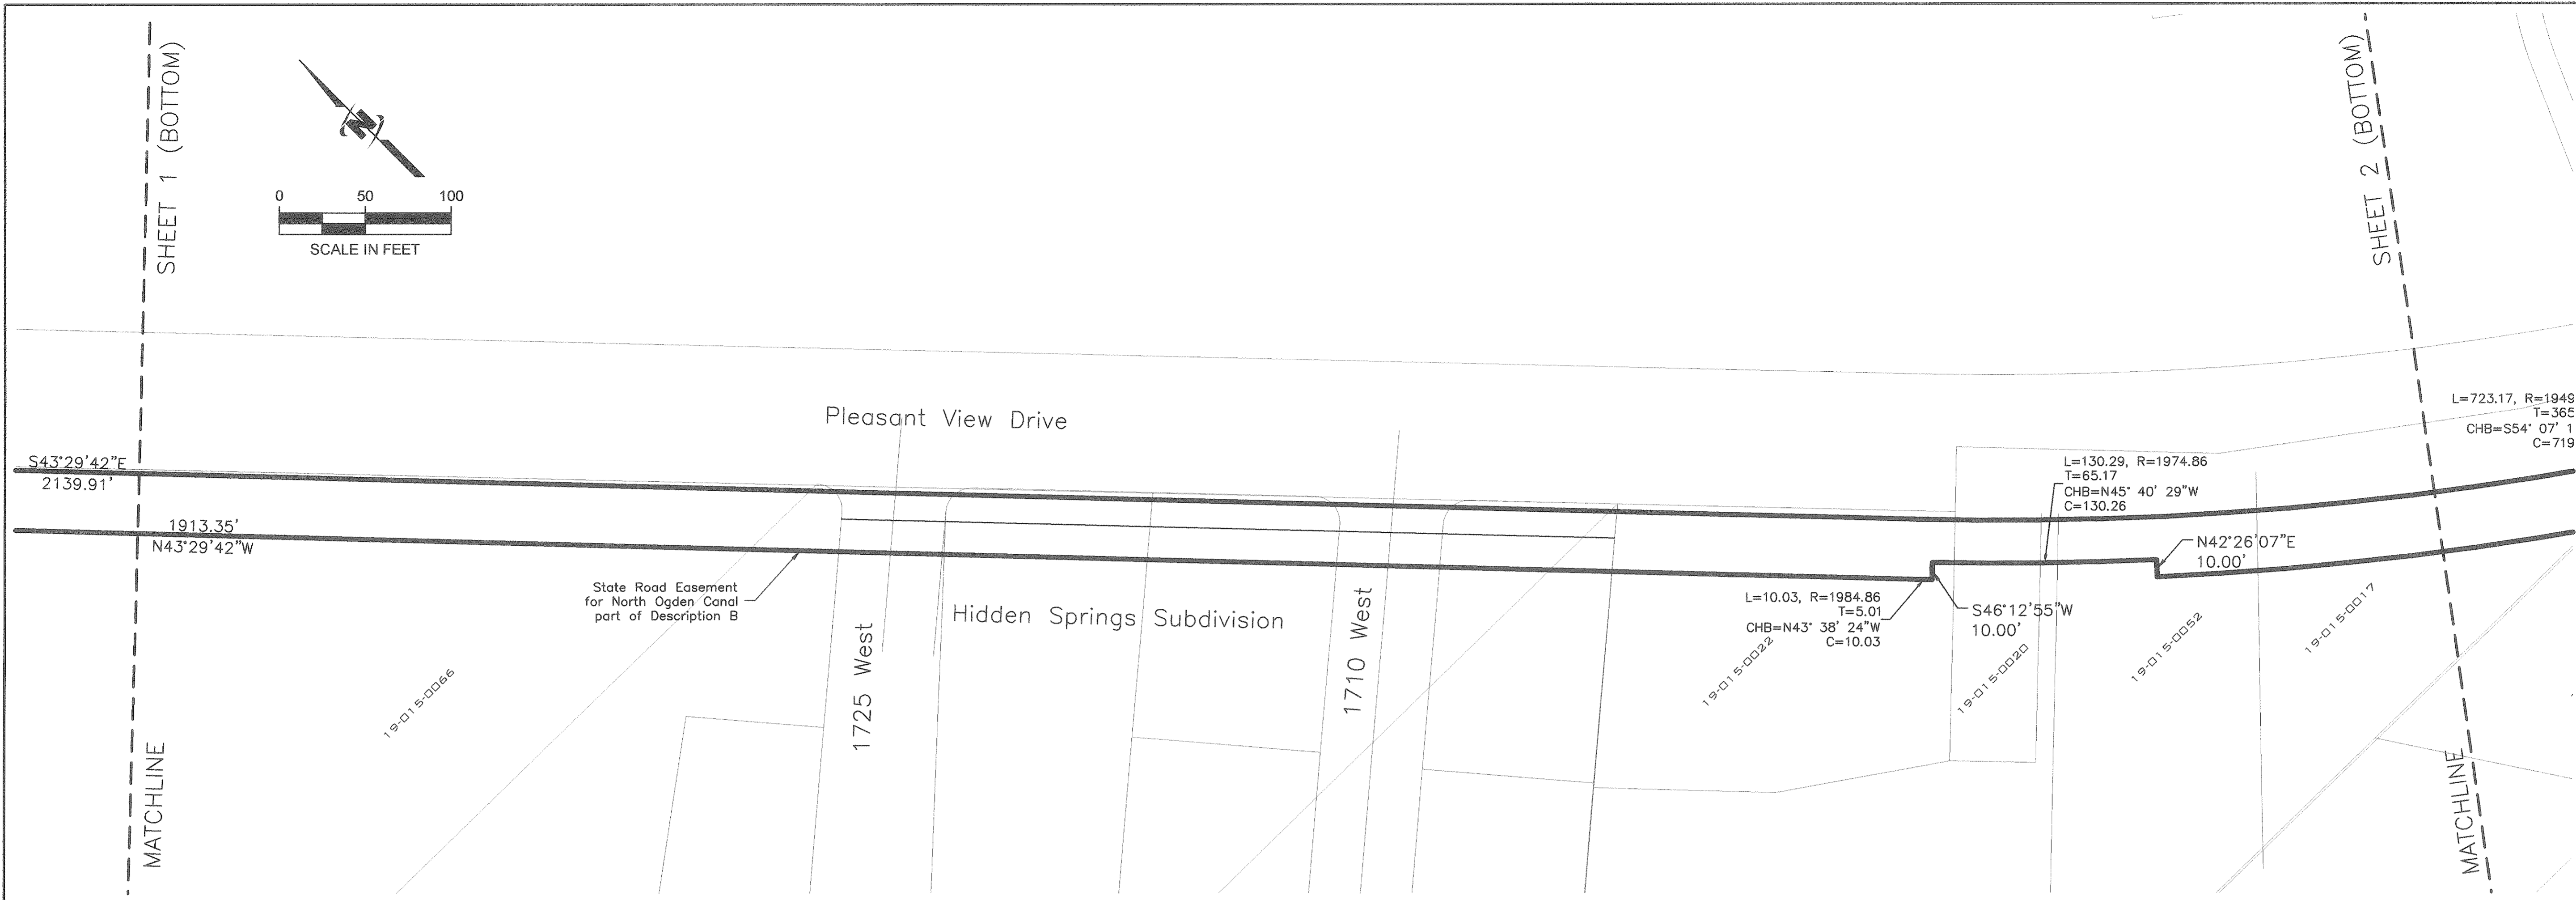 SHEET 1 (BOTTOM)
N
0 50 100
SCALE IN FEET
SHEET 2 (BOTTOM)
Pleasant View Drive
L=723.17, R=1949
T=365
CHB=S54° 07' 1
C=719
S43°29'42"E
2139.91'
1913.35'
N43°29'42"W
L=130.29, R=1974.86
T=65.17
CHB=N45° 40' 29"W
C=130.26
N42°26'07"E
10.00'
State Road Easement
for North Ogden Canal
part of Description B
Hidden Springs Subdivision
L=10.03, R=1984.86
T=5.01
CHB=N43° 38' 24"W
C=10.03
S46°12'55"W
10.00'
1725 West
1710 West
19-015-0066
19-015-0022
19-015-0020
19-015-0052
19-015-0017
MATCHLINE
MATCHLINE